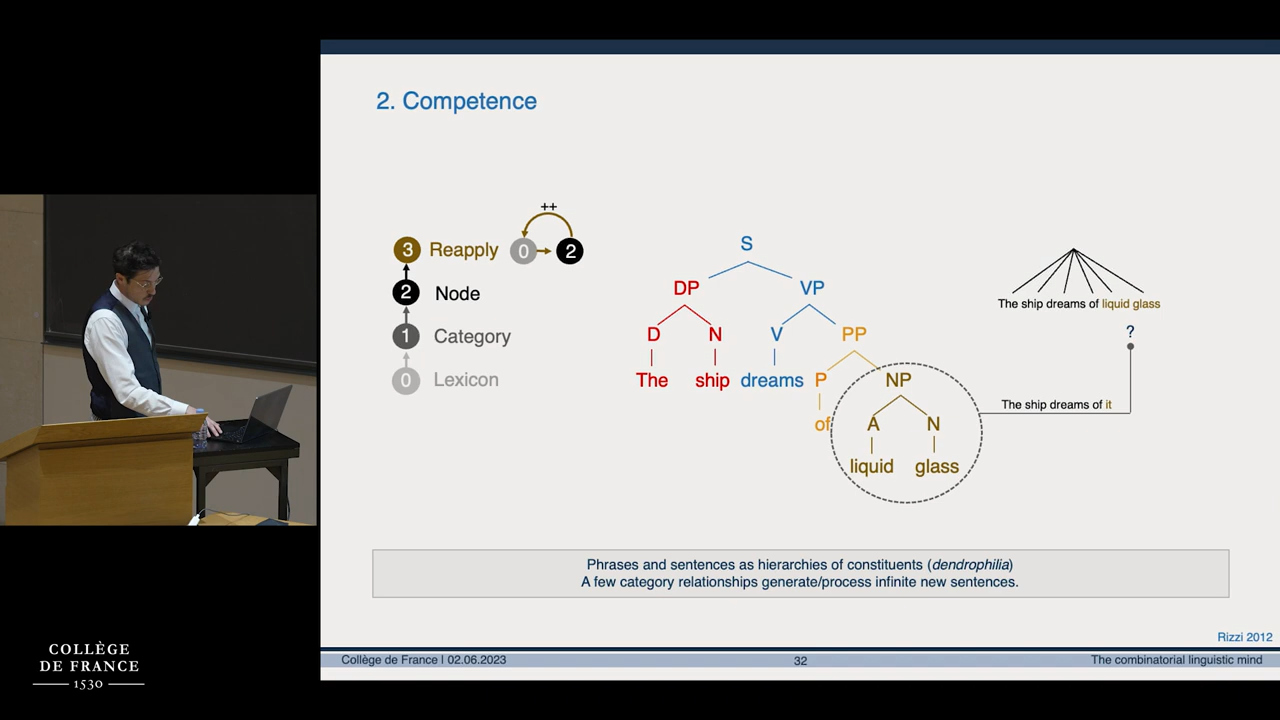 2. Competence
++
3 Reapply 0 2
2 Node
1 Category
0 Lexicon
S
DP VP
D N V PP
The ship dreams P NP
of A N
liquid glass
The ship dreams of liquid glass
?
The ship dreams of it
Phrases and sentences as hierarchies of constituents (dendrophilia)
A few category relationships generate/process infinite new sentences.
Rizzi 2012
Collège de France I 02.06.2023 32 The combinatorial linguistic mind
COLLÈGE
DE FRANCE
1530